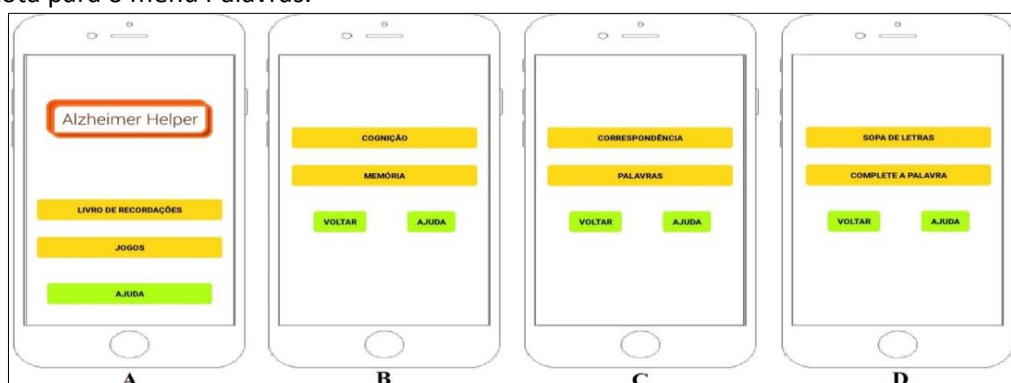 para o menu Palavras.
Alzheimer Helper
LIVRO DE RECORDAÇÕES
JOGOS
AJUDA
A
COGNIÇÃO
MEMÓRIA
VOLTAR AJUDA
B
CORRESPONDÊNCIA
PALAVRAS
VOLTAR AJUDA
C
SOPA DE LETRAS
COMPLETE A PALAVRA
VOLTAR AJUDA
D